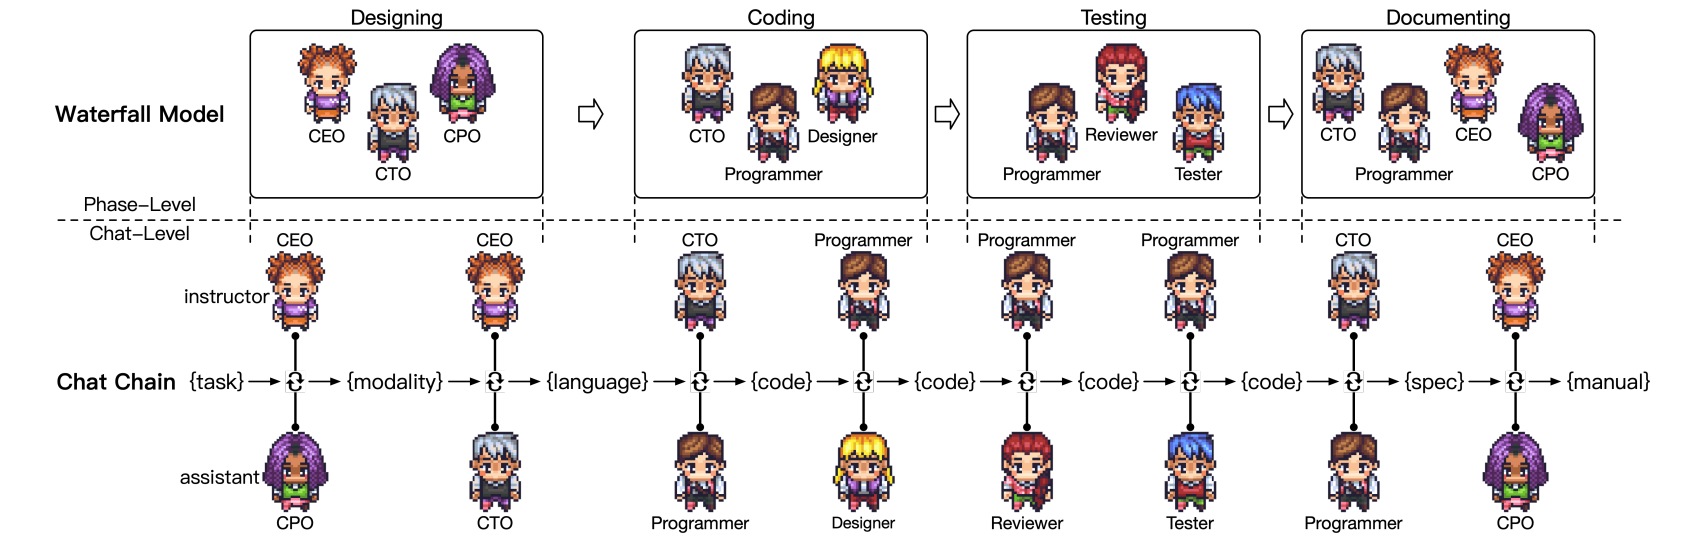 Designing Coding Testing Documenting
Waterfall Model
CEO CPO CTO Designer Reviewer CTO CEO
CTO Programmer Programmer Tester Programmer CPO
Phase-Level
Chat-Level
CEO CEO CTO Programmer Programmer Programmer CTO CEO
instructor
Chat Chain {task} {modality} {language} {code} {code} {code} {code} {spec} {manual}
assistant
CPO CTO Programmer Designer Reviewer Tester Programmer CPO